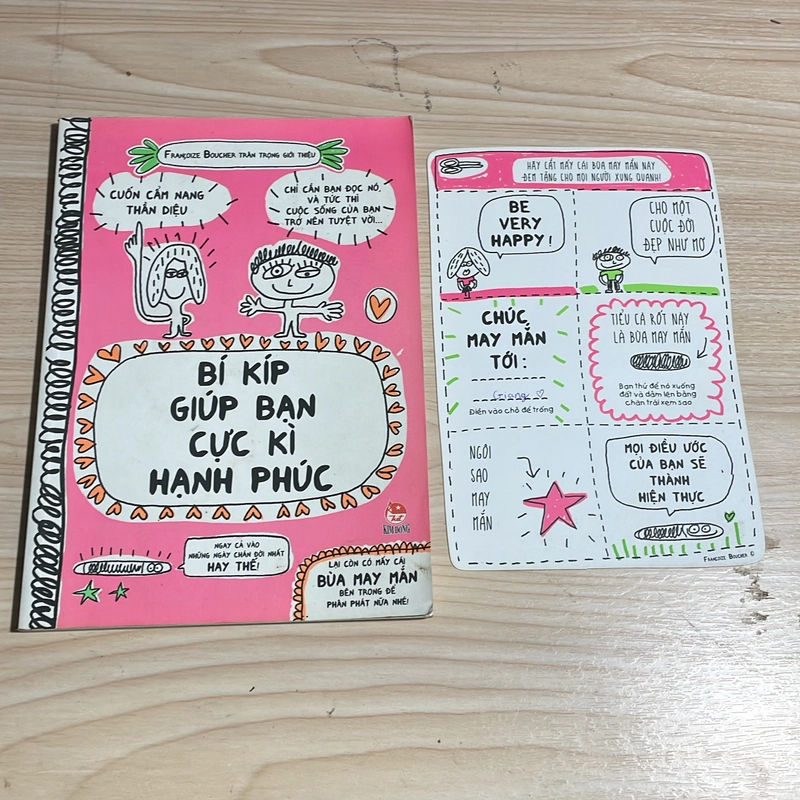 FRANÇOIZE BOUCHER TRÂN TRỌNG GIỚI THIỆU
CUỐN CẨM NANG
THẦN DIỆU
CHỈ CẦN BẠN ĐỌC NÓ,
VÀ TỨC THÌ
CUỘC SỐNG CỦA BẠN
TRỞ NÊN TUYỆT VỜI...
BÍ KÍP
GIÚP BẠN
CỰC KÌ
HẠNH PHÚC
KIM ĐỒNG
NGAY CẢ VÀO
NHỮNG NGÀY CHÁN ĐỜI NHẤT
HAY THẾ!
LẠI CÒN CÓ MẤY CÁI
BÙA MAY MẮN
BÊN TRONG ĐỂ
PHÂN PHÁT NỮA NHÉ!
HÃY CẮT MẤY CÁI BÙA MAY MẮN NÀY
ĐEM TẶNG CHO MỌI NGƯỜI XUNG QUANH!
BE
VERY
HAPPY!
CHO MỘT
CUỘC ĐỜI
ĐẸP NHƯ MƠ
CHÚC
MAY MẮN
TỚI:
Giang
Điền vào chỗ để trống
TIỂU CÀ RỐT NÀY
LÀ BÙA MAY MẮN
Bạn thử để nó xuống
đất và dẫm lên bằng
chân trái xem sao
NGÔI
SAO
MAY
MẮN
MỌI ĐIỀU ƯỚC
CỦA BẠN SẼ
THÀNH
HIỆN THỰC
FRANÇOIZE BOUCHER ©